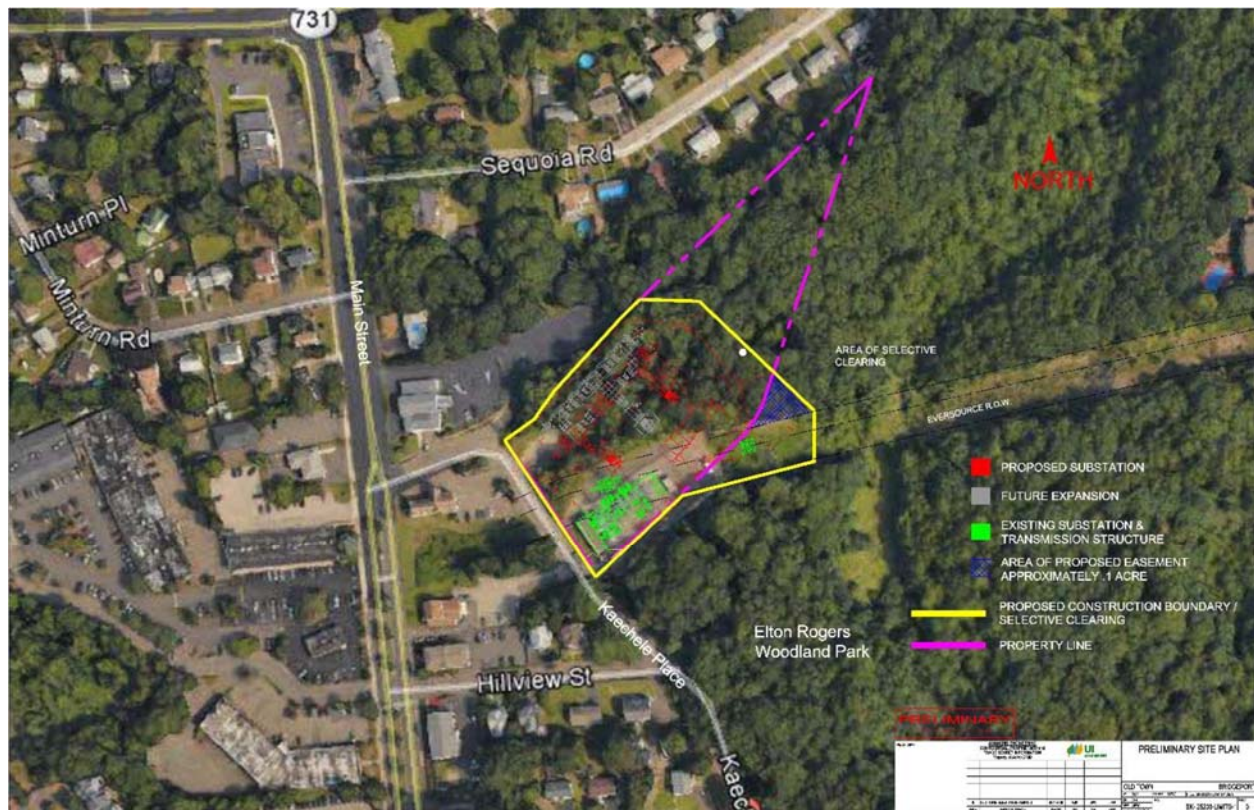 731
Sequoia Rd
NORTH
Minturn Pl
Minturn Rd
Main Street
AREA OF SELECTIVE
CLEARING
EVERSOURCE R.O.W.
PROPOSED SUBSTATION
FUTURE EXPANSION
EXISTING SUBSTATION &
TRANSMISSION STRUCTURE
AREA OF PROPOSED EASEMENT
APPROXIMATELY .1 ACRE
PROPOSED CONSTRUCTION BOUNDARY /
SELECTIVE CLEARING
PROPERTY LINE
Elton Rogers
Woodland Park
Kaechele Place
Hillview St
Kaec
PRELIMINARY
UI
PRELIMINARY SITE PLAN
OLD TOWN
BRIDGEPORT